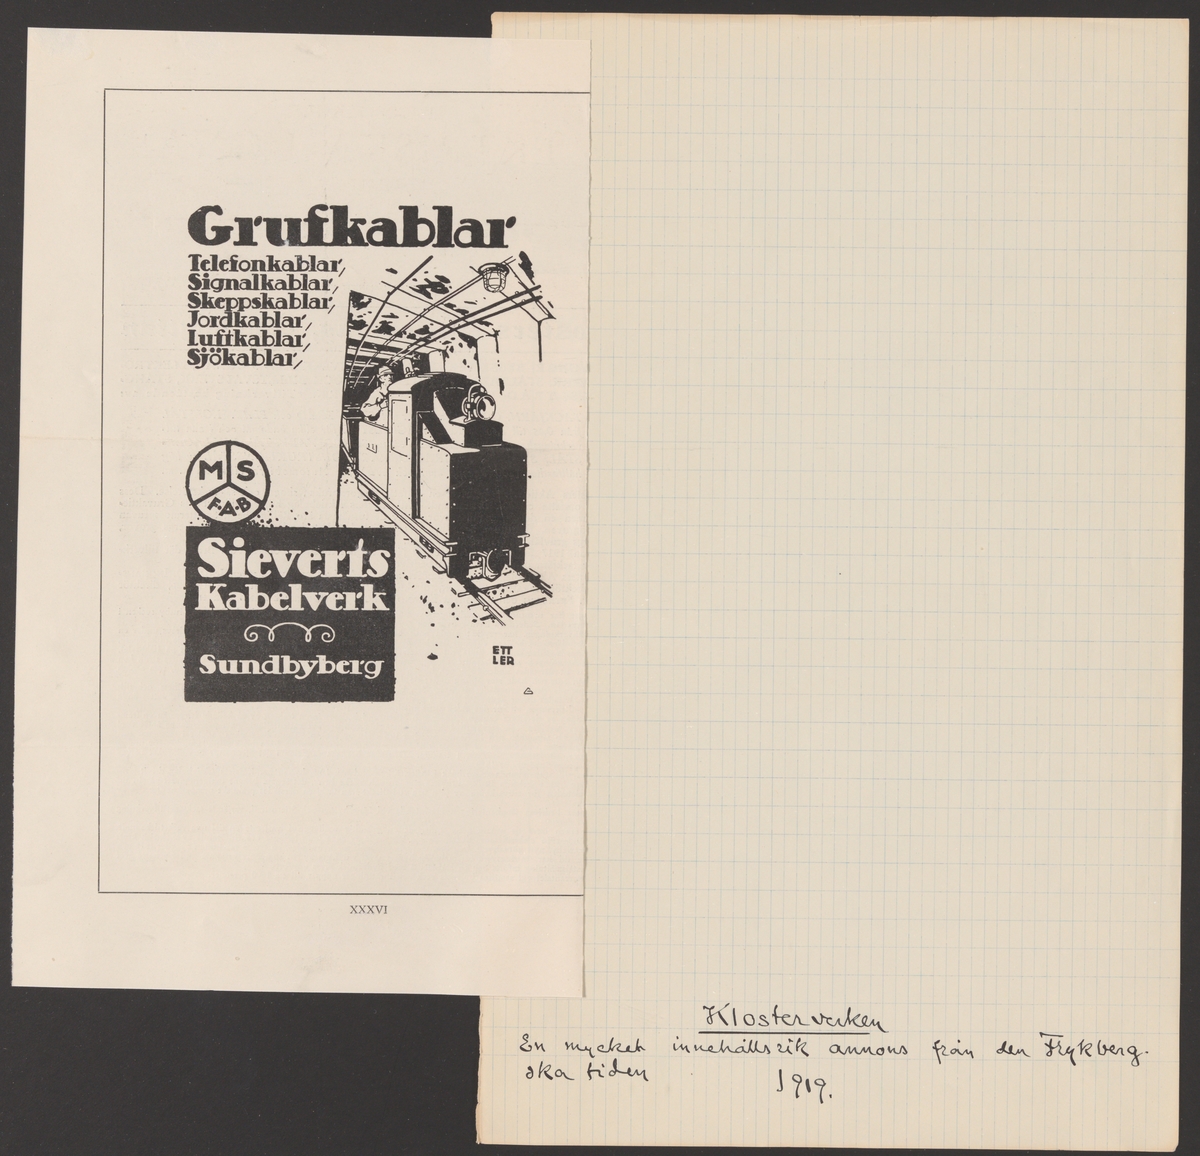 Grufkablar
Telefonkablar,
Signalkablar,
Skeppskablar,
Jordkablar,
Luftkablar,
Sjökablar,
M S
F·A·B
Sieverts
Kabelverk
Sundbyberg
ETT
LER
XXXVI
Klosterverken
En mycket innehållsrik annons från den Frykberg-
ska tiden 1919.